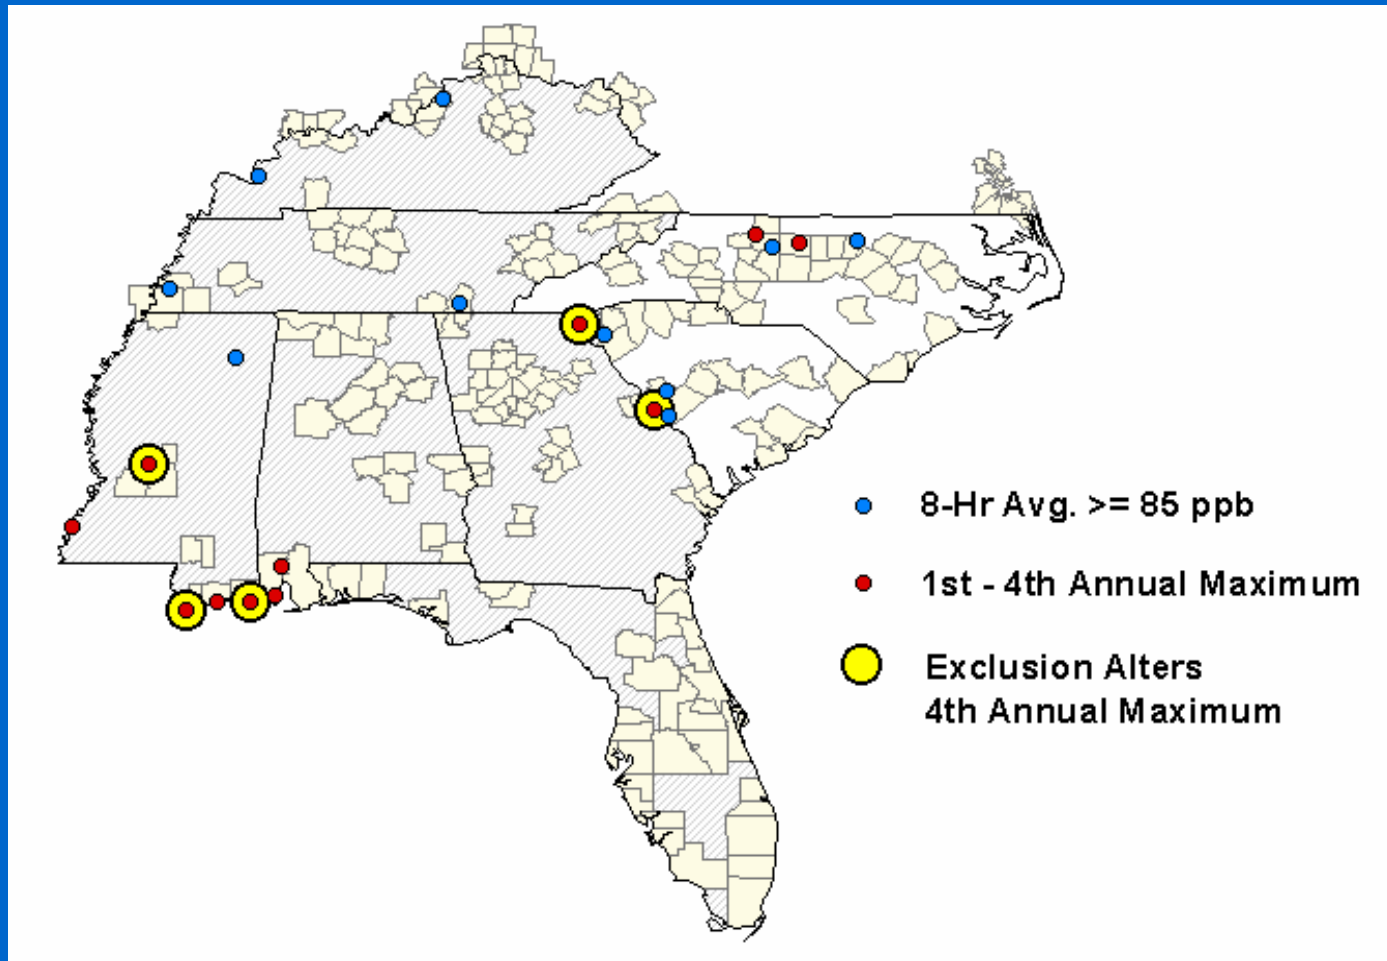 8-Hr Avg. >= 85 ppb
1st - 4th Annual Maximum
Exclusion Alters
4th Annual Maximum